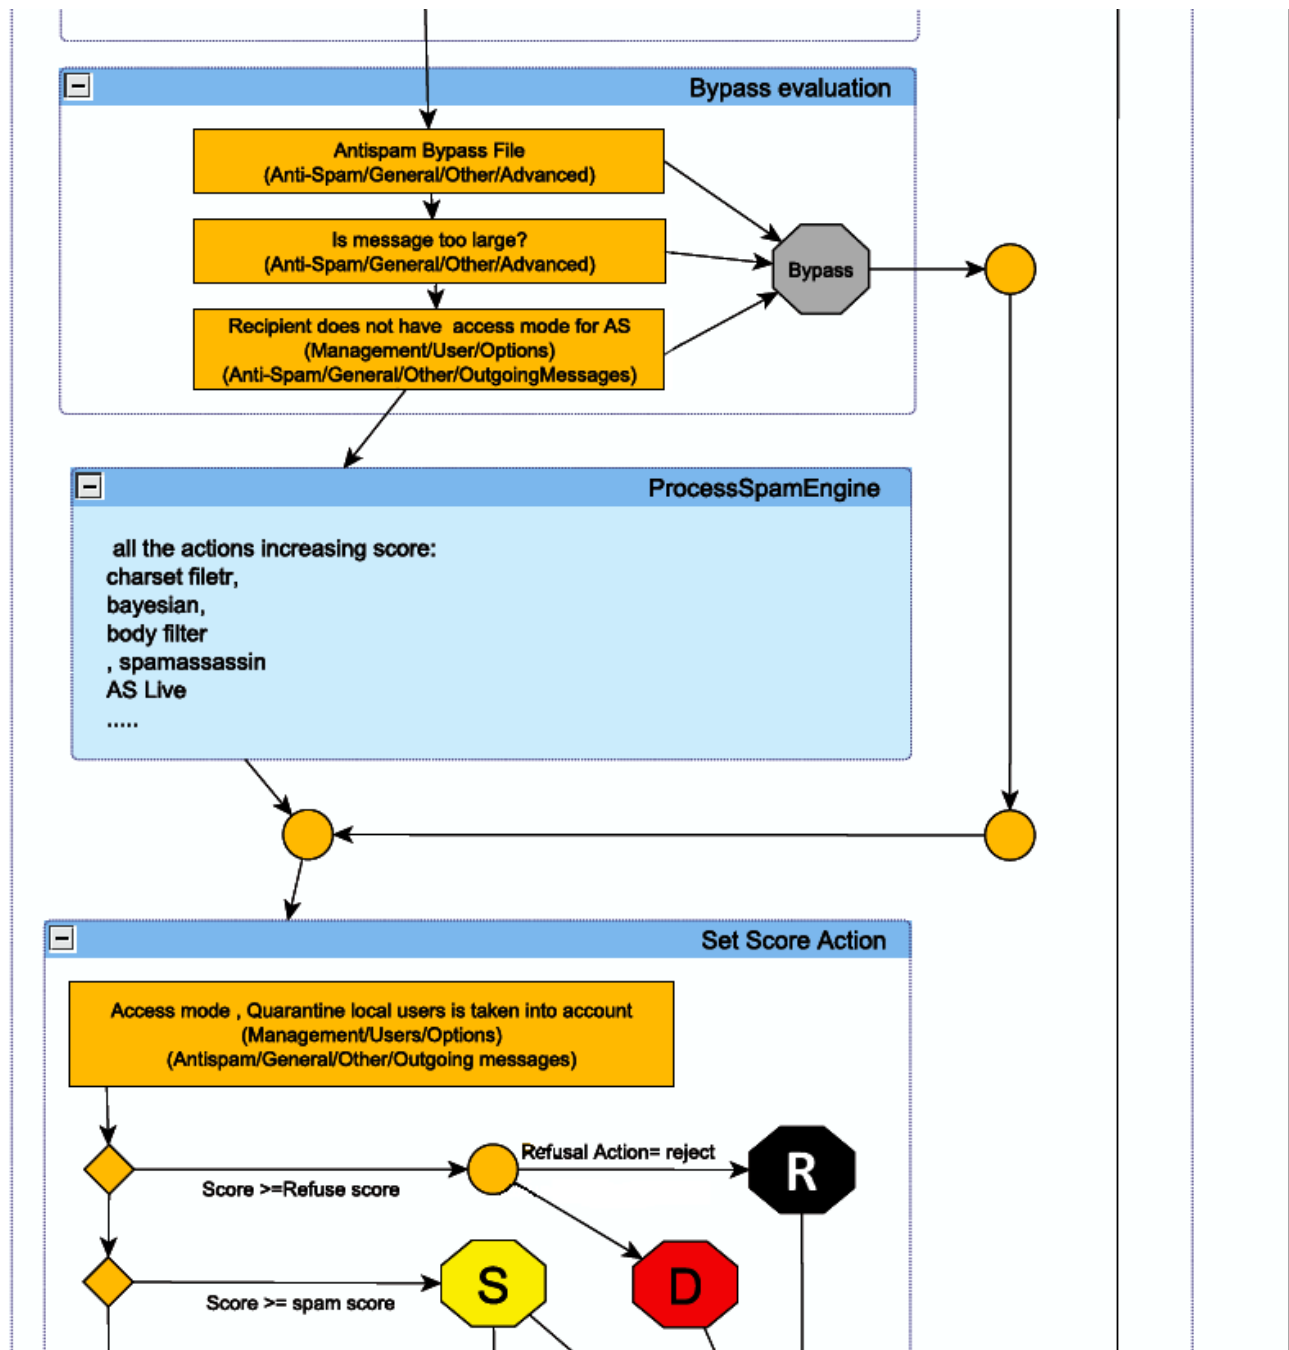 Bypass evaluation
Antispam Bypass File
(Anti-Spam/General/Other/Advanced)
Is message too large?
(Anti-Spam/General/Other/Advanced)
Bypass
Recipient does not have  access mode for AS
(Management/User/Options)
(Anti-Spam/General/Other/OutgoingMessages)
ProcessSpamEngine
all the actions increasing score:
charset filetr,
bayesian,
body filter
, spamassassin
AS Live
.....
Set Score Action
Access mode , Quarantine local users is taken into account
(Management/Users/Options)
(Antispam/General/Other/Outgoing messages)
Refusal Action= reject
R
Score >=Refuse score
S
D
Score >= spam score